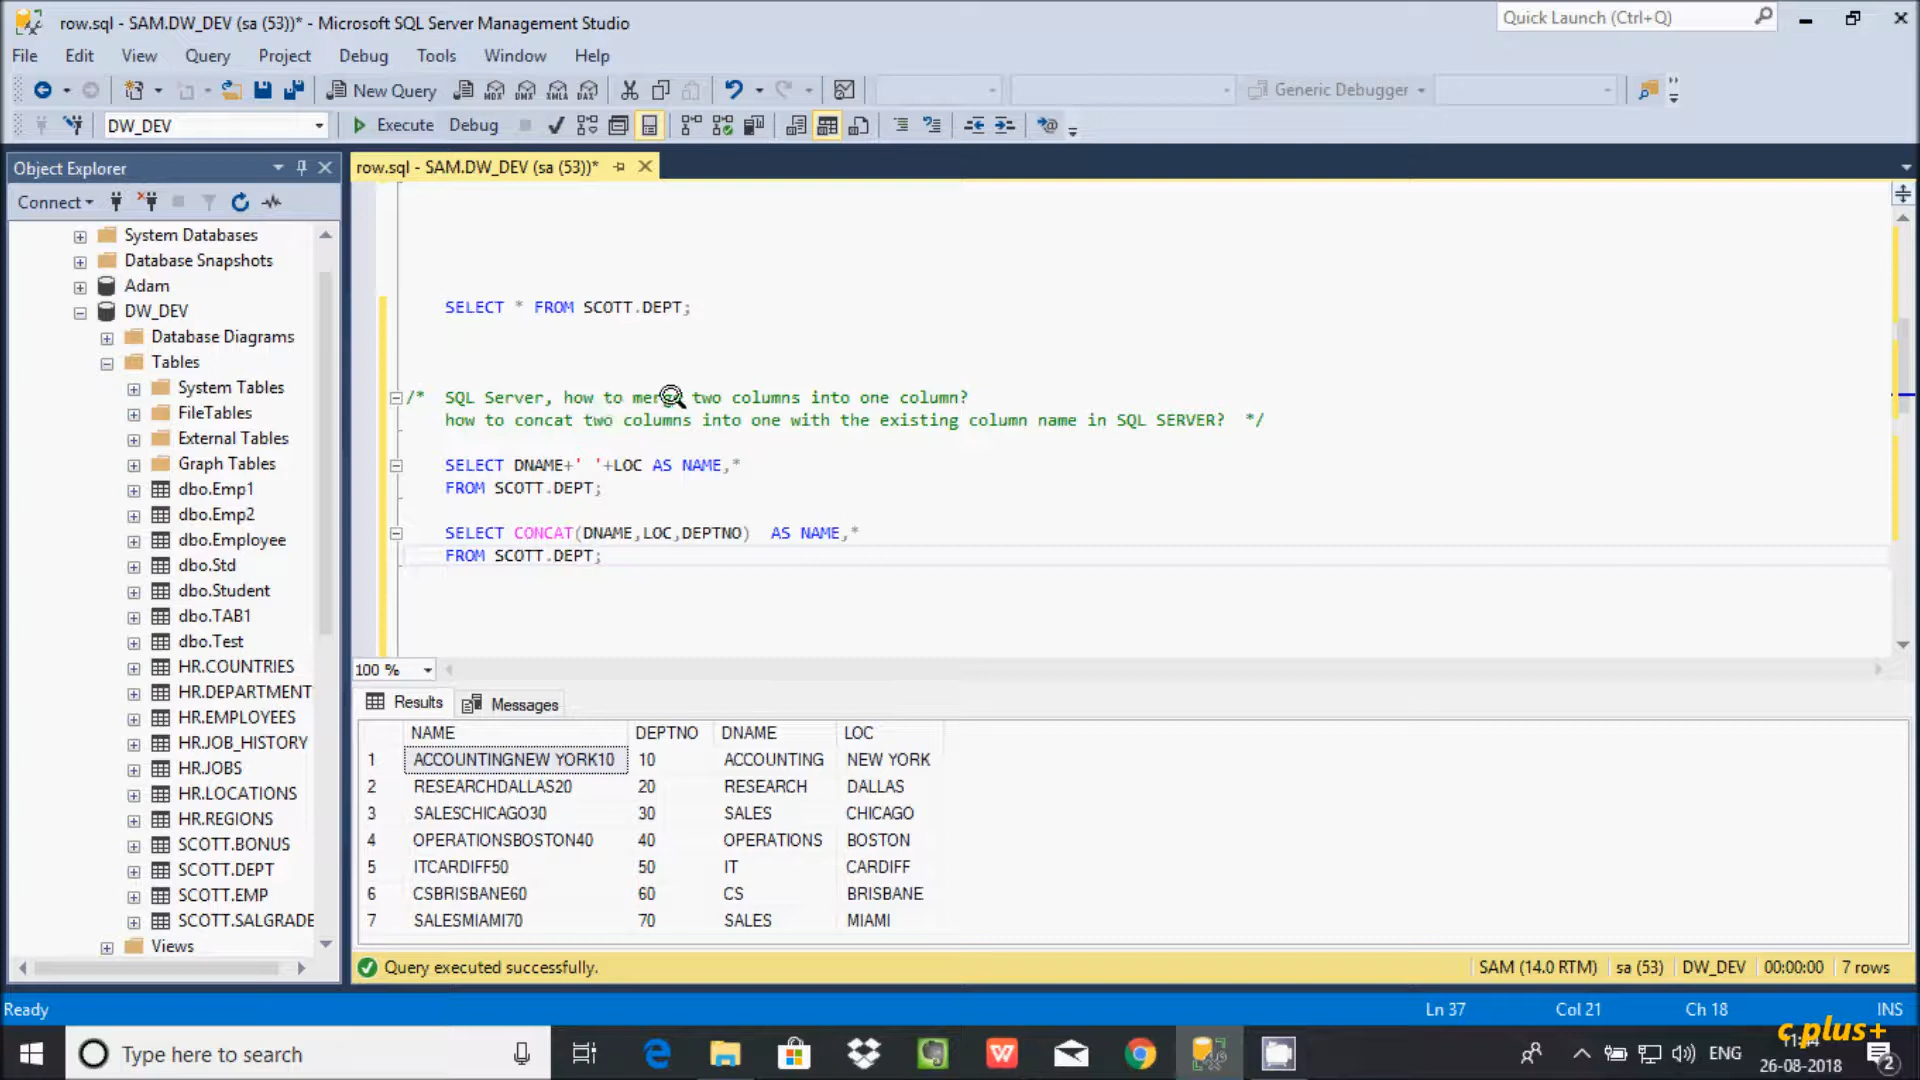 row.sql - SAM.DW_DEV (sa (53))* - Microsoft SQL Server Management Studio
Quick Launch (Ctrl+Q)
File Edit View Query Project Debug Tools Window Help
New Query
MDX DMX XMLA DAX
Generic Debugger
DW_DEV
Execute Debug
Object Explorer
row.sql - SAM.DW_DEV (sa (53))*
Connect
System Databases
Database Snapshots
Adam
DW_DEV
Database Diagrams
Tables
System Tables
FileTables
External Tables
Graph Tables
dbo.Emp1
dbo.Emp2
dbo.Employee
dbo.Std
dbo.Student
dbo.TAB1
dbo.Test
HR.COUNTRIES
HR.DEPARTMENT
HR.EMPLOYEES
HR.JOB_HISTORY
HR.JOBS
HR.LOCATIONS
HR.REGIONS
SCOTT.BONUS
SCOTT.DEPT
SCOTT.EMP
SCOTT.SALGRADE
Views
SELECT * FROM SCOTT.DEPT;
/* SQL Server, how to merge two columns into one column?
how to concat two columns into one with the existing column name in SQL SERVER? */
SELECT DNAME+' '+LOC AS NAME,*
FROM SCOTT.DEPT;
SELECT CONCAT(DNAME,LOC,DEPTNO) AS NAME,*
FROM SCOTT.DEPT;
100 %
Results Messages
NAME DEPTNO DNAME LOC
1 ACCOUNTINGNEW YORK10 10 ACCOUNTING NEW YORK
2 RESEARCHDALLAS20 20 RESEARCH DALLAS
3 SALESCHICAGO30 30 SALES CHICAGO
4 OPERATIONSBOSTON40 40 OPERATIONS BOSTON
5 ITCARDIFF50 50 IT CARDIFF
6 CSBRISBANE60 60 CS BRISBANE
7 SALESMIAMI70 70 SALES MIAMI
Query executed successfully.
SAM (14.0 RTM) sa (53) DW_DEV 00:00:00 7 rows
Ready
Ln 37 Col 21 Ch 18 INS
c plus+
Type here to search
ENG
26-08-2018
2